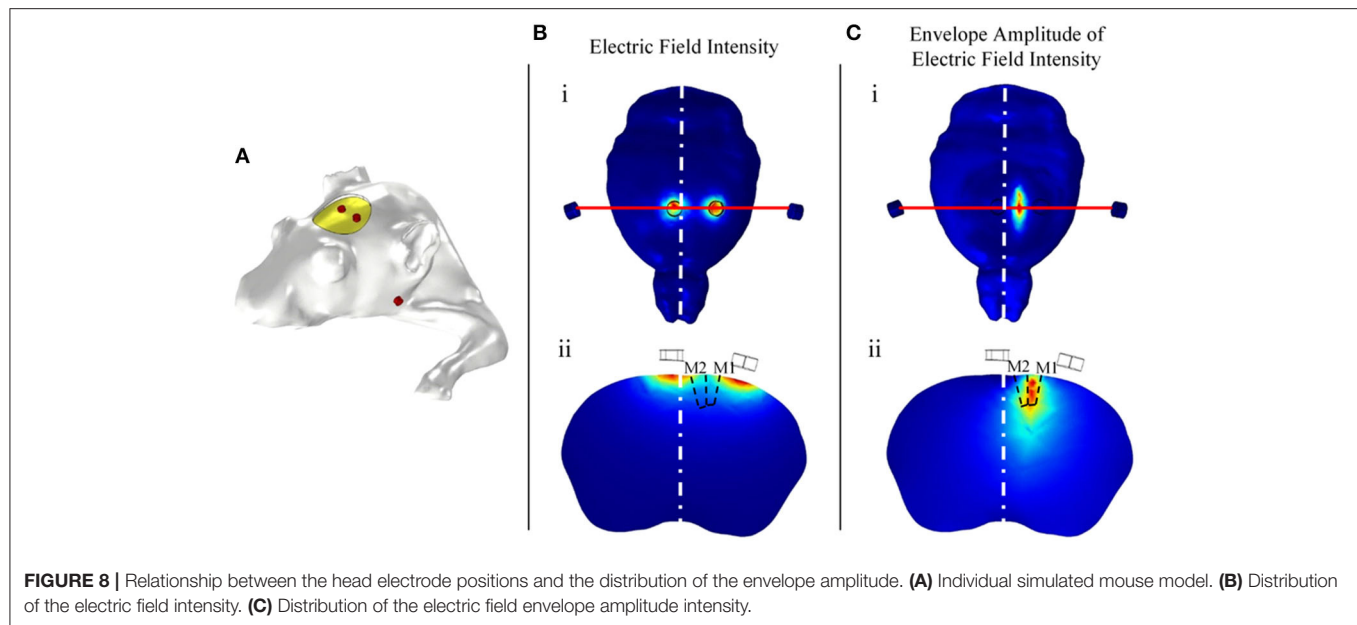 A
B
Electric Field Intensity
i
ii
M2 M1
C
Envelope Amplitude of
Electric Field Intensity
i
ii
M2 M1
FIGURE 8 | Relationship between the head electrode positions and the distribution of the envelope amplitude. (A) Individual simulated mouse model. (B) Distribution
of the electric field intensity. (C) Distribution of the electric field envelope amplitude intensity.